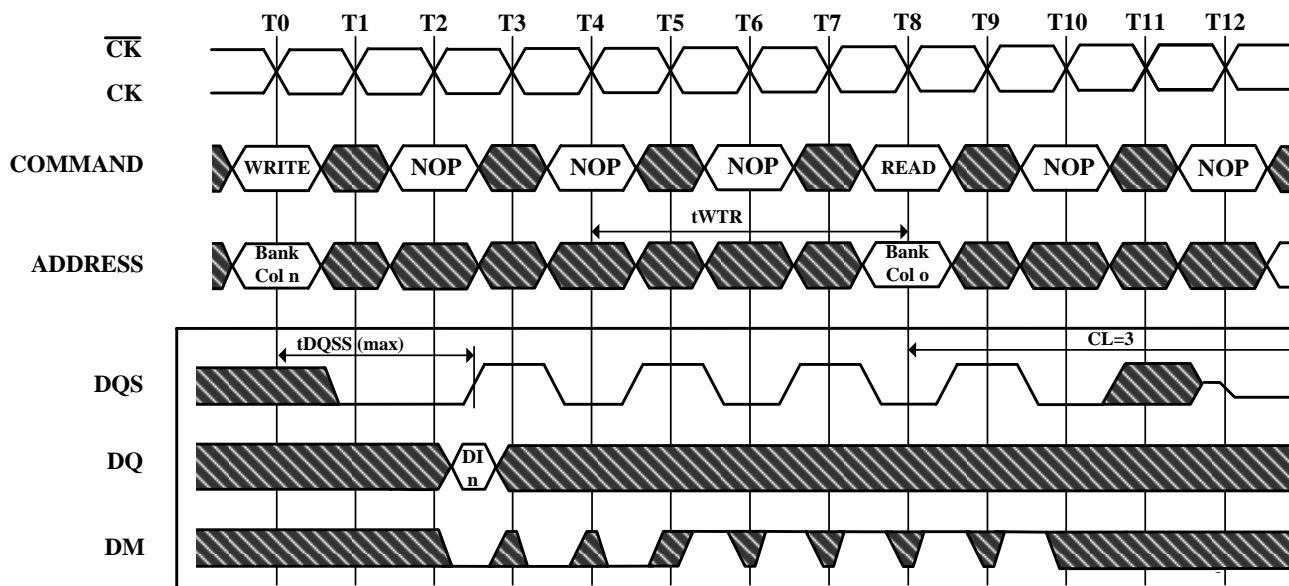 T0 T1 T2 T3 T4 T5 T6 T7 T8 T9 T10 T11 T12
CK
CK
COMMAND WRITE NOP NOP NOP READ NOP NOP
tWTR
ADDRESS Bank Col n Bank Col o
tDQSS (max) CL=3
DQS
DQ DI n
DM